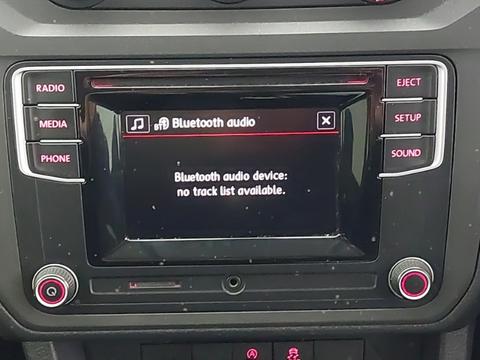 RADIO
MEDIA
PHONE
EJECT
SETUP
SOUND
Bluetooth audio
Bluetooth audio device:
no track list available.